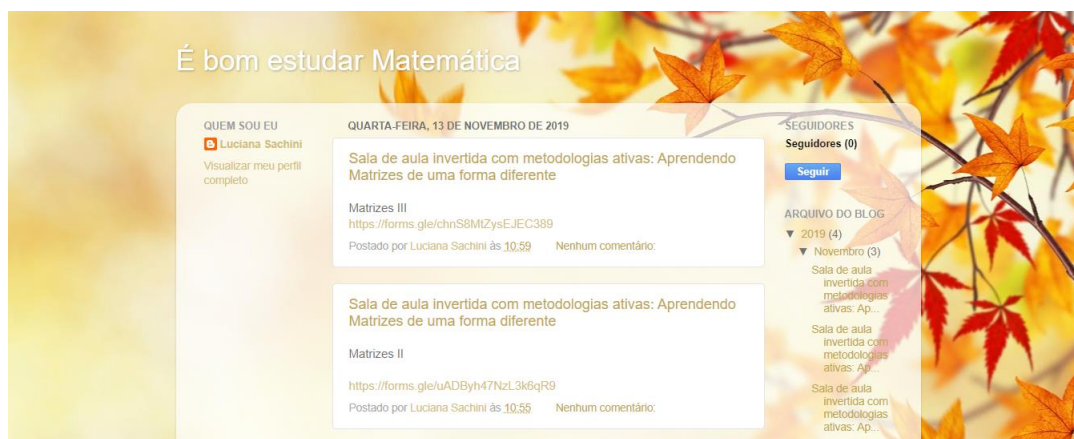 É bom estudar Matemática
QUEM SOU EU
Luciana Sachini
Visualizar meu perfil
completo
QUARTA-FEIRA, 13 DE NOVEMBRO DE 2019
Sala de aula invertida com metodologias ativas: Aprendendo
Matrizes de uma forma diferente
Matrizes III
https://forms.gle/chnS8MtZysEJEC389
Postado por Luciana Sachini às 10:59 Nenhum comentário:
Sala de aula invertida com metodologias ativas: Aprendendo
Matrizes de uma forma diferente
Matrizes II
https://forms.gle/uADByh47NzL3k6qR9
Postado por Luciana Sachini às 10:55 Nenhum comentário:
SEGUIDORES
Seguidores (0)
Seguir
ARQUIVO DO BLOG
▼ 2019 (4)
▼ Novembro (3)
Sala de aula
invertida com
metodologias
ativas: Ap...
Sala de aula
invertida com
metodologias
ativas: Ap...
Sala de aula
invertida com
metodologias
ativas: Ap...